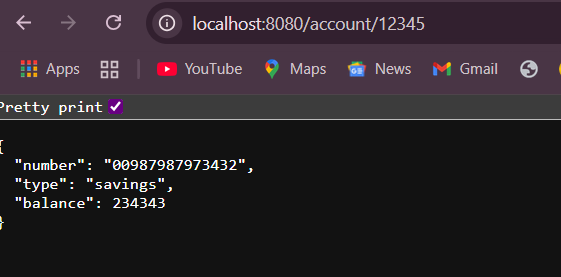 localhost:8080/account/12345
Apps YouTube Maps News Gmail
Pretty print
{
"number": "00987987973432",
"type": "savings",
"balance": 234343
}